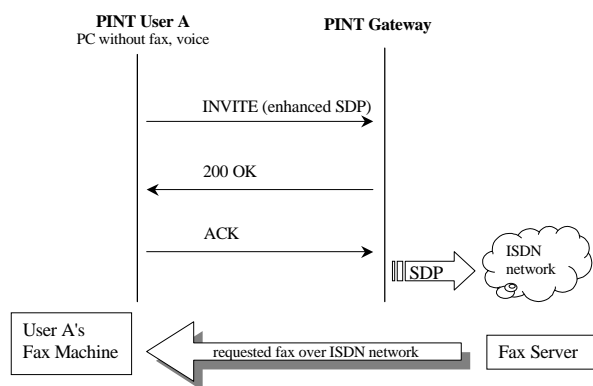 PINT User A
PC without fax, voice
PINT Gateway
INVITE (enhanced SDP)
200 OK
ACK
SDP
ISDN
network
User A's
Fax Machine
requested fax over ISDN network
Fax Server